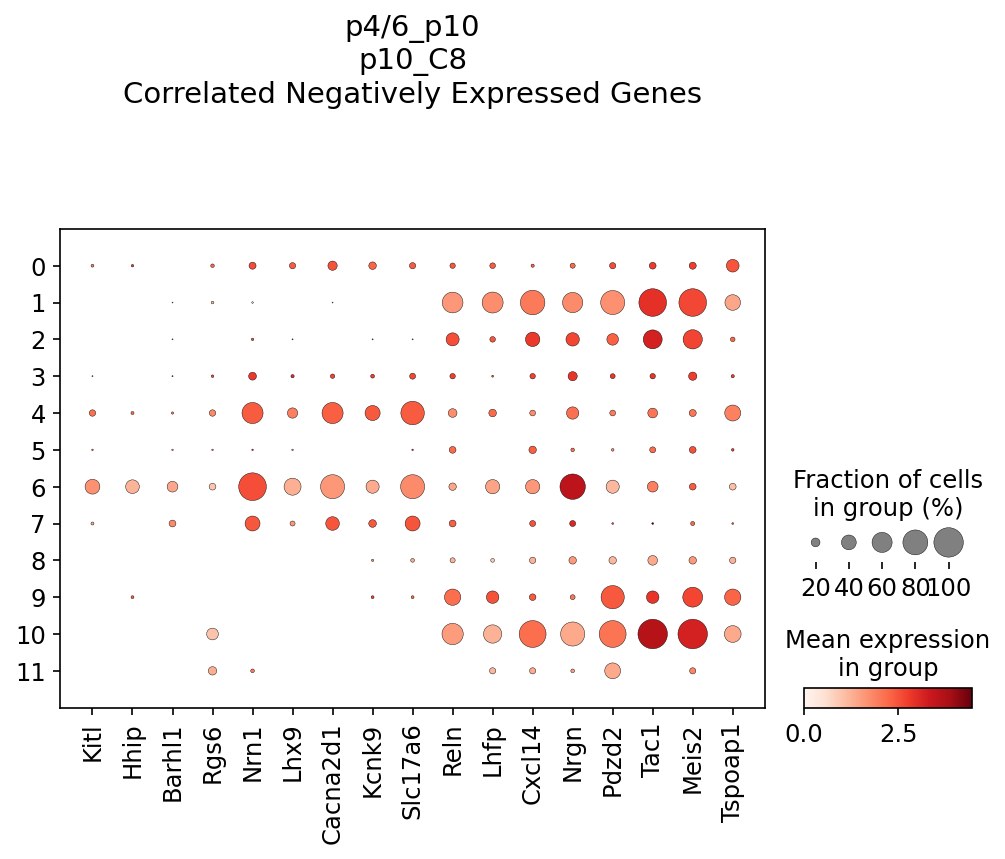 p4/6_p10
p10_C8
Correlated Negatively Expressed Genes
0
1
2
3
4
5
6
7
8
9
10
11
Kitl
Hhip
Barhl1
Rgs6
Nrn1
Lhx9
Cacna2d1
Kcnk9
Slc17a6
Reln
Lhfp
Cxcl14
Nrgn
Pdzd2
Tac1
Meis2
Tspoap1
Fraction of cells
in group (%)
20 40 60 80 100
Mean expression
in group
0.0 2.5